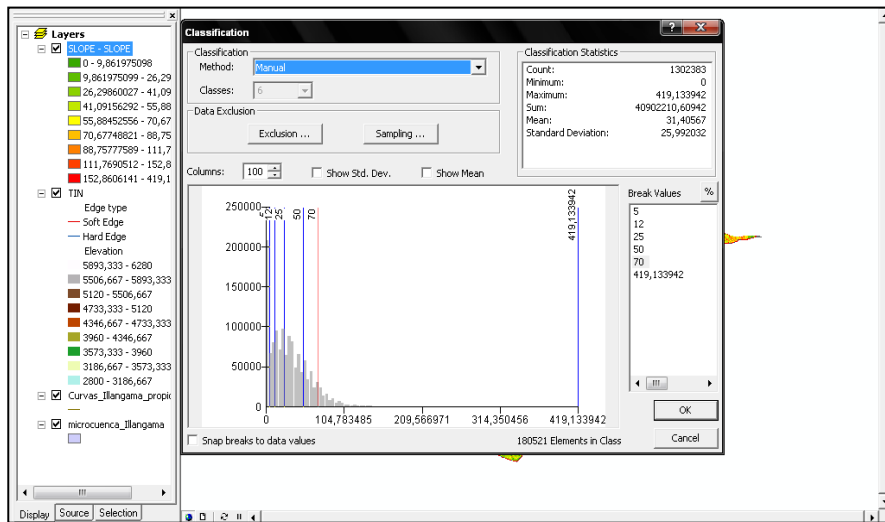 Layers
SLOPE - SLOPE
0 - 9,861975098
9,861975099 - 26,29
26,29860027 - 41,09
41,09156292 - 55,88
55,88452556 - 70,67
70,67748821 - 88,75
88,75777589 - 111,7
111,7690512 - 152,8
152,8606141 - 419,1
TIN
Edge type
Soft Edge
Hard Edge
Elevation
5893,333 - 6280
5506,667 - 5893,333
5120 - 5506,667
4733,333 - 5120
4346,667 - 4733,333
3960 - 4346,667
3573,333 - 3960
3186,667 - 3573,333
2800 - 3186,667
Curvas_Illangama_propi
microcuenca_Illangama
Display Source Selection
Classification
Classification
Method: Manual
Classes: 6
Data Exclusion
Exclusion ... Sampling ...
Classification Statistics
Count: 1302383
Minimum: 0
Maximum: 419,133942
Sum: 40902210,60942
Mean: 31,40567
Standard Deviation: 25,992032
Columns: 100 Show Std. Dev. Show Mean
Break Values %
5
12
25
50
70
419,133942
250000
200000
150000
100000
50000
0
5 12 25 50 70 419,133942
0 104,783485 209,566971 314,350456 419,133942
Snap breaks to data values
180521 Elements in Class
OK
Cancel